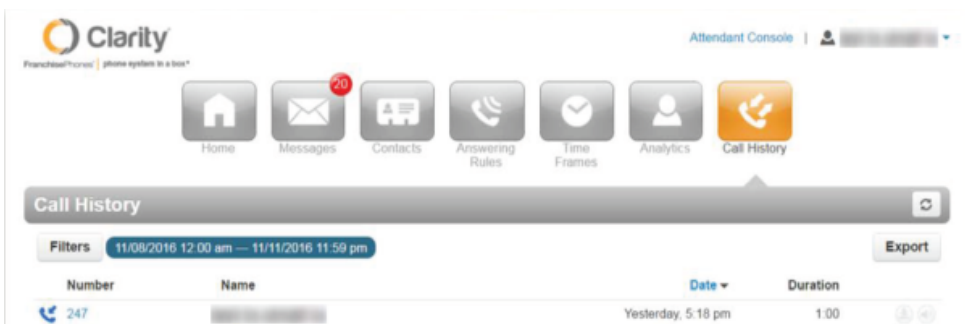 Clarity
Attendant Console |
FranchisePhones | phone system in a box*
20
Home Messages Contacts Answering Rules Time Frames Analytics Call History
Call History
Filters 11/08/2016 12:00 am — 11/11/2016 11:59 pm Export
Number Name Date Duration
247 Yesterday, 5:18 pm 1:00